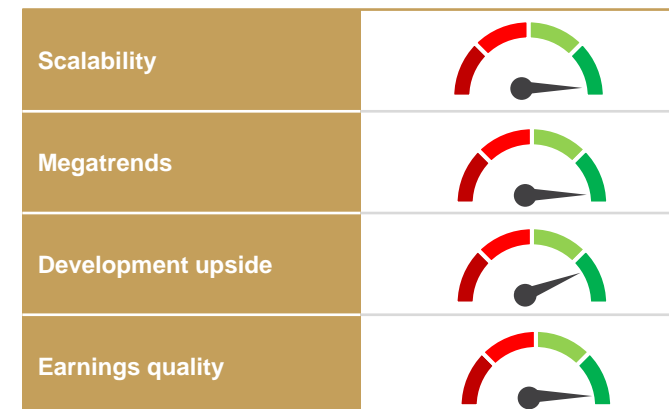 Scalability
Megatrends
Development upside
Earnings quality